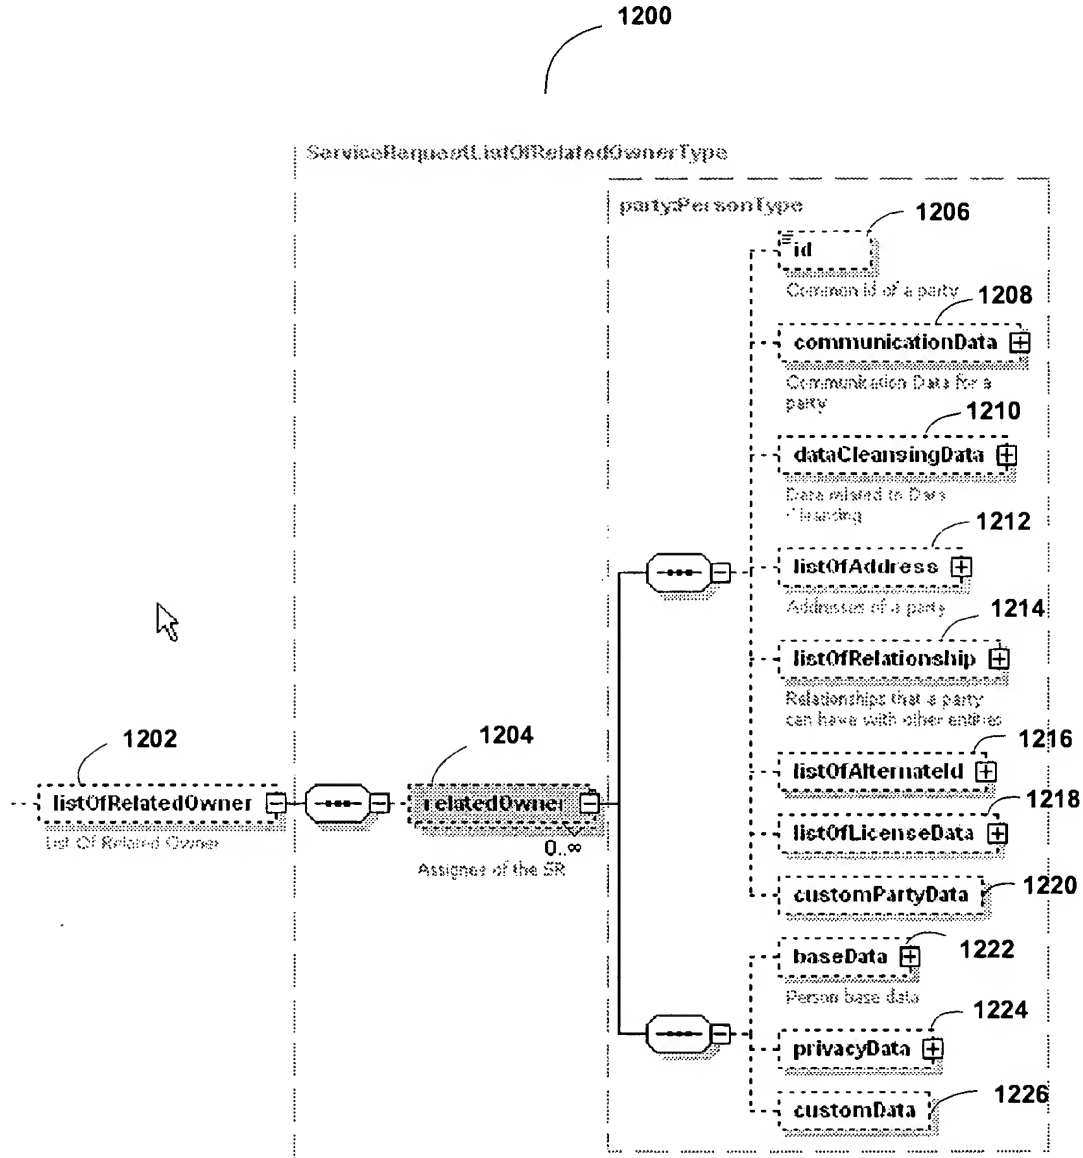 1200
ServiceRequestListOfRelatedOwnerType
party:PersonType
1206
id
Common id of a party
1208
communicationData
Communication Data for a
party
1210
dataCleansingData
Data related to Data
Cleansing
1212
listOfAddress
Addresses of a party
1214
listOfRelationship
Relationships that a party
can have with other entities
1202
1204
1216
listOfAlternateId
listOfRelatedOwner
List Of Related Owner
relatedOwner
0..∞
Assignee of the SR
1218
listOfLicenseData
1220
customPartyData
1222
baseData
Person base data
1224
privacyData
1226
customData